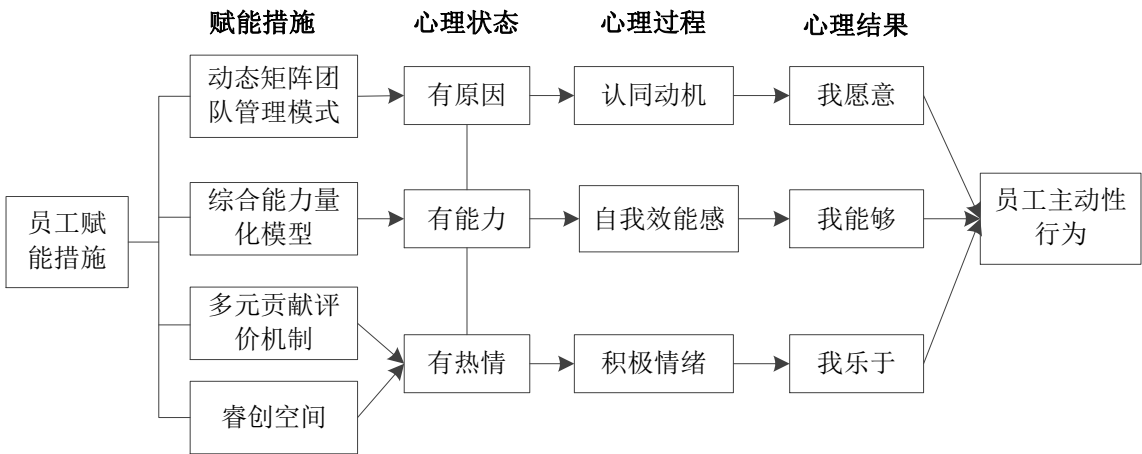 赋能措施 心理状态 心理过程 心理结果
动态矩阵团
队管理模式
有原因
认同动机
我愿意
员工赋
能措施
综合能力量
化模型
有能力
自我效能感
我能够
员工主动性
行为
多元贡献评
价机制
有热情
积极情绪
我乐于
睿创空间